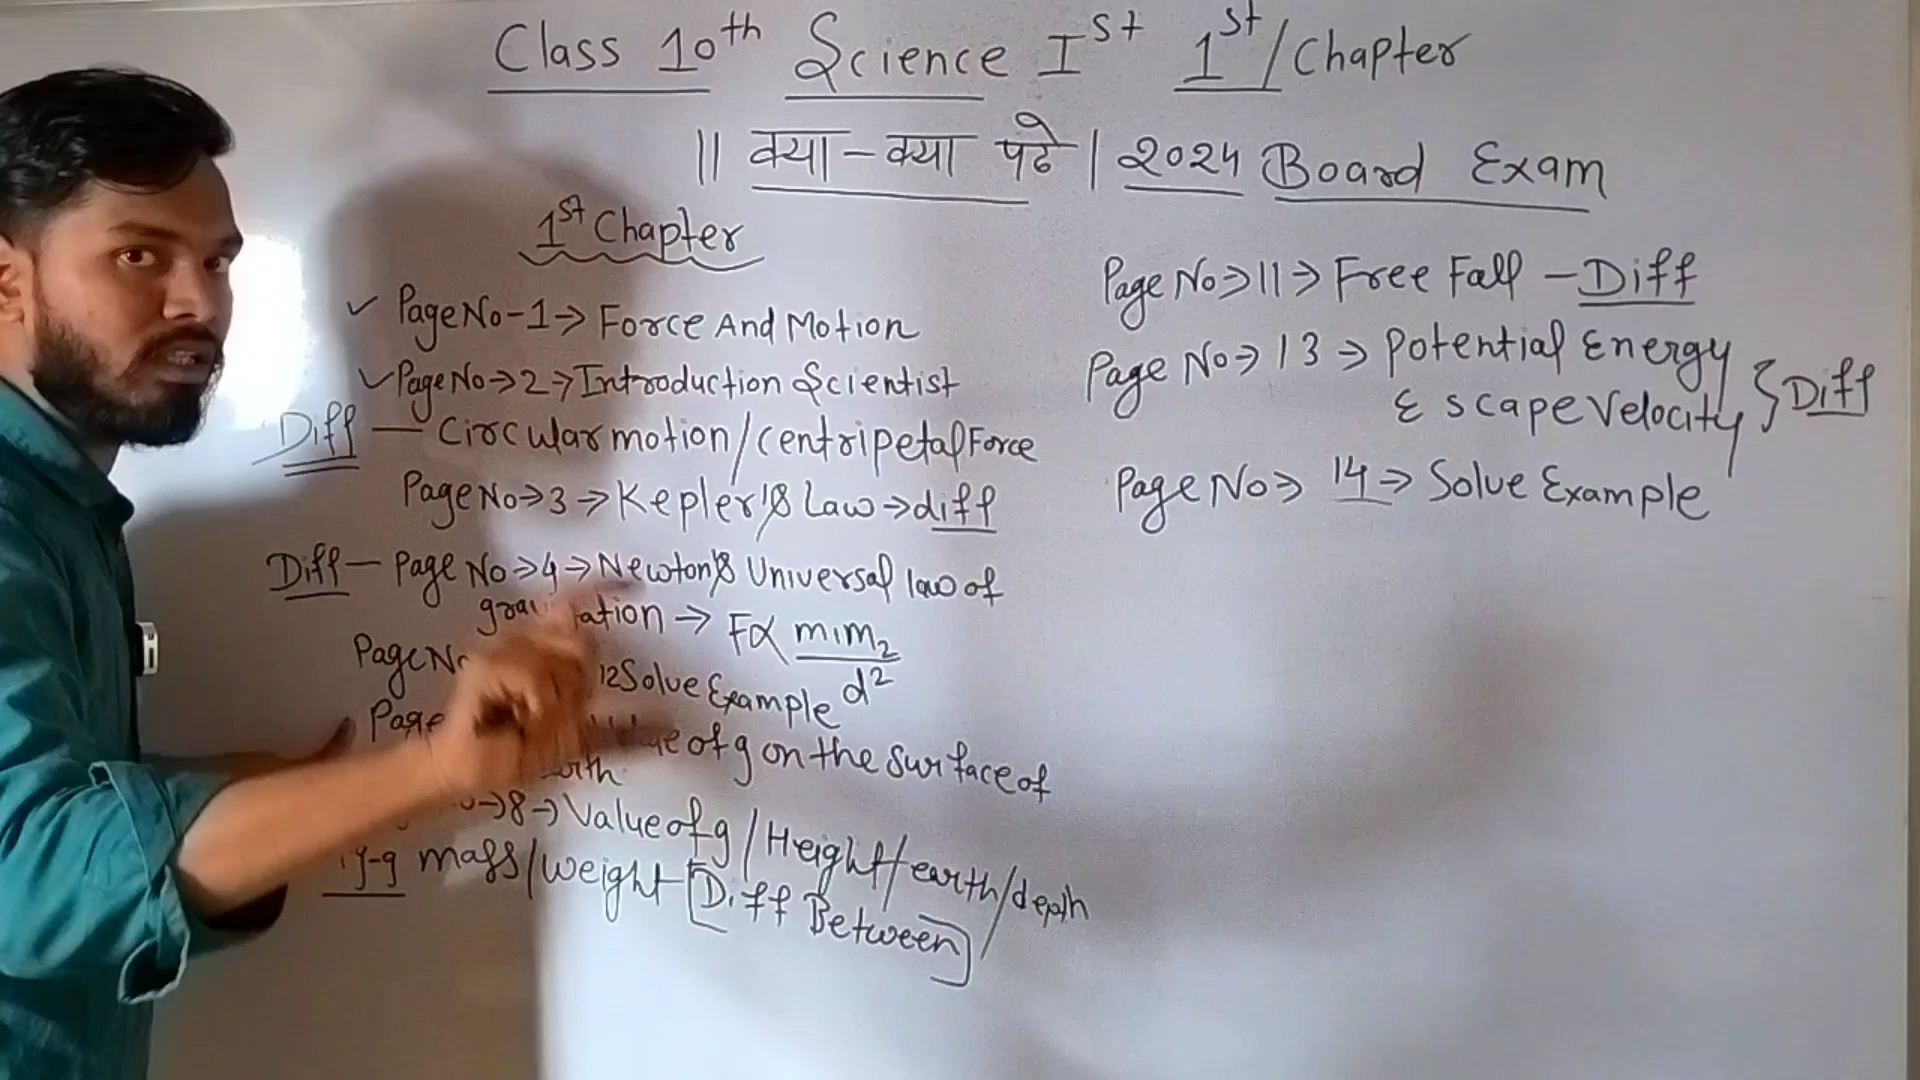 Class 10th Science Ist 1st/Chapter
|| क्या-क्या पढे | 2024 Board Exam
1st Chapter
✓ Page No-1→ Force And Motion
✓ Page No→2→Introduction Scientist
Diff — Circular motion/centripetal Force
Page No→3→Kepler's Law→diff
Diff — Page No→4→Newton's Universal law of
gravitation → F∝ m1m2/d2
Page No 12 Solve Example
Page of g on the surface of
8→Value of g/Height/earth/depth
mass/weight [Diff Between]
Page No→11→Free Fall — Diff
Page No→13→Potential Energy
Escape Velocity } Diff
Page No→ 14→Solve Example